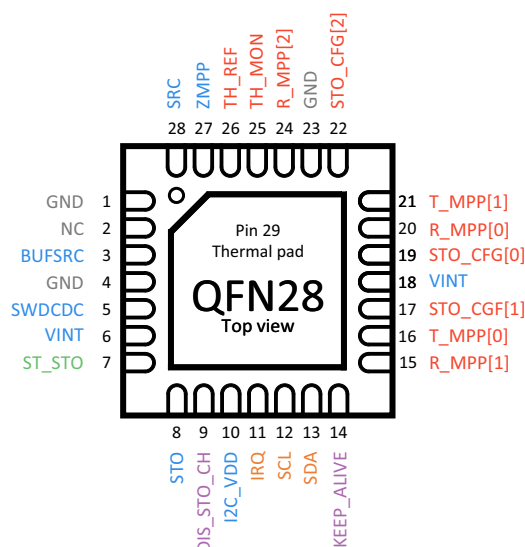 SRC
ZMPP
TH_REF
TH_MON
R_MPP[2]
GND
STO_CFG[2]
28 27 26 25 24 23 22
GND 1
NC 2
BUFSRC 3
GND 4
SWDCDC 5
VINT 6
ST_STO 7
Pin 29
Thermal pad
QFN28
Top view
21 T_MPP[1]
20 R_MPP[0]
19 STO_CFG[0]
18 VINT
17 STO_CGF[1]
16 T_MPP[0]
15 R_MPP[1]
8 9 10 11 12 13 14
STO
DIS_STO_CH
I2C_VDD
IRQ
SCL
SDA
KEEP_ALIVE